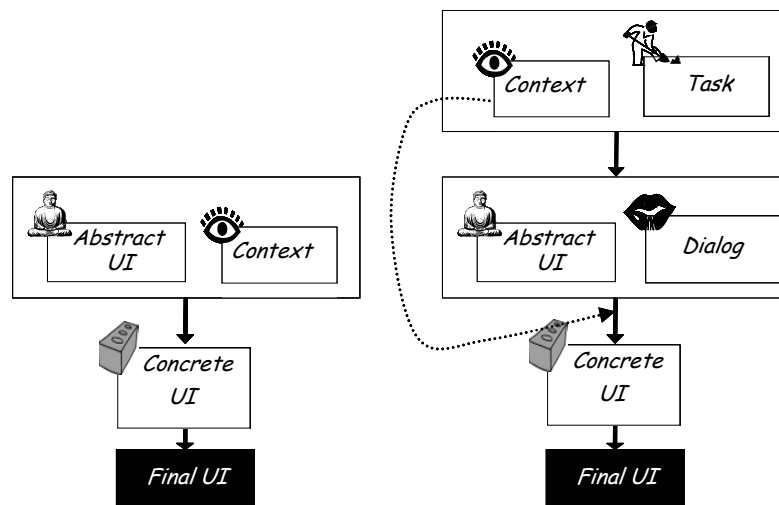 Context
Task
Abstract
UI
Context
Abstract
UI
Dialog
Concrete
UI
Concrete
UI
Final UI
Final UI